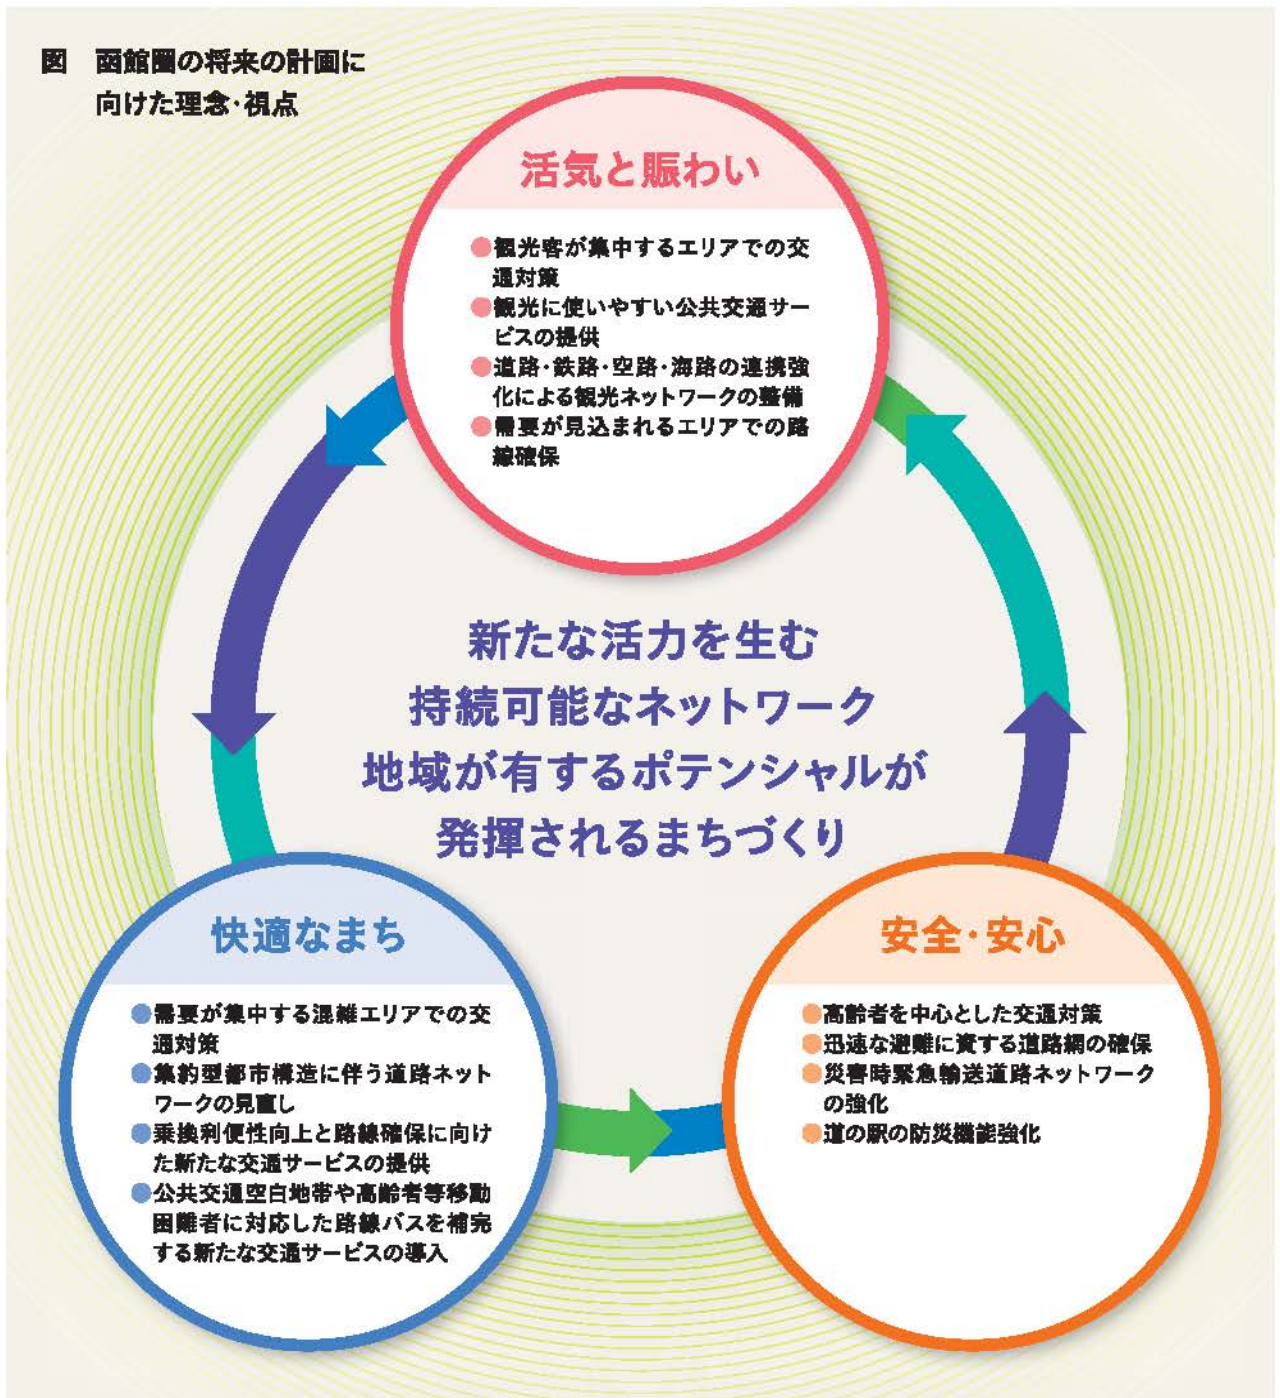 図　函館圏の将来の計画に
向けた理念・視点
活気と賑わい
●観光客が集中するエリアでの交
通対策
●観光に使いやすい公共交通サー
ビスの提供
●道路・鉄路・空路・海路の連携強
化による観光ネットワークの整備
●需要が見込まれるエリアでの路
線確保
新たな活力を生む
持続可能なネットワーク
地域が有するポテンシャルが
発揮されるまちづくり
快適なまち
●需要が集中する混雑エリアでの交
通対策
●集約型都市構造に伴う道路ネット
ワークの見直し
●乗換利便性向上と路線確保に向け
た新たな交通サービスの提供
●公共交通空白地帯や高齢者等移動
困難者に対応した路線バスを補完
する新たな交通サービスの導入
安全・安心
●高齢者を中心とした交通対策
●迅速な避難に資する道路網の確保
●災害時緊急輸送道路ネットワーク
の強化
●道の駅の防災機能強化